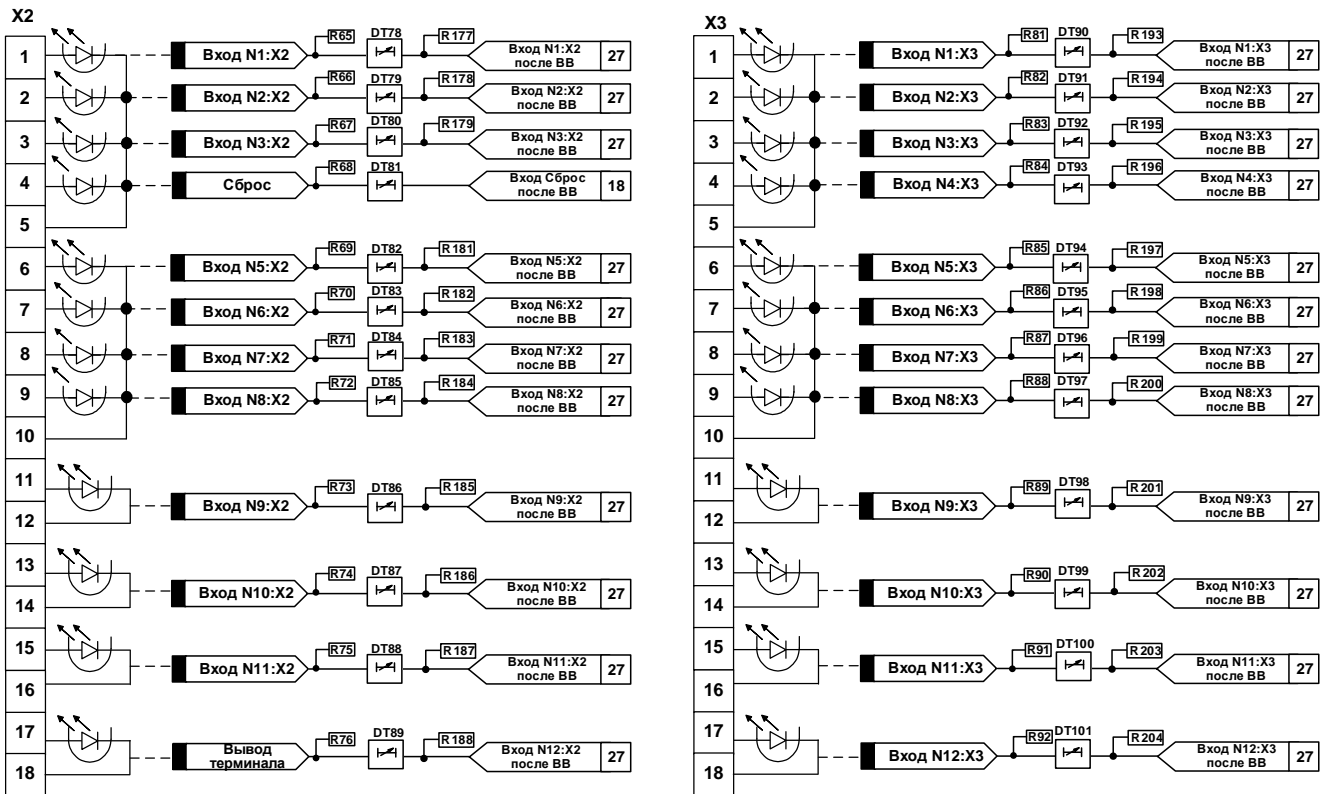 X2
1
Вход N1:X2
R65
DT78
R177
Вход N1:X2
после ВВ
27
2
Вход N2:X2
R66
DT79
R178
Вход N2:X2
после ВВ
27
3
Вход N3:X2
R67
DT80
R179
Вход N3:X2
после ВВ
27
4
Сброс
R68
DT81
Вход Сброс
после ВВ
18
5
6
Вход N5:X2
R69
DT82
R181
Вход N5:X2
после ВВ
27
7
Вход N6:X2
R70
DT83
R182
Вход N6:X2
после ВВ
27
8
Вход N7:X2
R71
DT84
R183
Вход N7:X2
после ВВ
27
9
Вход N8:X2
R72
DT85
R184
Вход N8:X2
после ВВ
27
10
11
12
Вход N9:X2
R73
DT86
R185
Вход N9:X2
после ВВ
27
13
14
Вход N10:X2
R74
DT87
R186
Вход N10:X2
после ВВ
27
15
16
Вход N11:X2
R75
DT88
R187
Вход N11:X2
после ВВ
27
17
18
Вывод
терминала
R76
DT89
R188
Вход N12:X2
после ВВ
27
X3
1
Вход N1:X3
R81
DT90
R193
Вход N1:X3
после ВВ
27
2
Вход N2:X3
R82
DT91
R194
Вход N2:X3
после ВВ
27
3
Вход N3:X3
R83
DT92
R195
Вход N3:X3
после ВВ
27
4
Вход N4:X3
R84
DT93
R196
Вход N4:X3
после ВВ
27
5
6
Вход N5:X3
R85
DT94
R197
Вход N5:X3
после ВВ
27
7
Вход N6:X3
R86
DT95
R198
Вход N6:X3
после ВВ
27
8
Вход N7:X3
R87
DT96
R199
Вход N7:X3
после ВВ
27
9
Вход N8:X3
R88
DT97
R200
Вход N8:X3
после ВВ
27
10
11
12
Вход N9:X3
R89
DT98
R201
Вход N9:X3
после ВВ
27
13
14
Вход N10:X3
R90
DT99
R202
Вход N10:X3
после ВВ
27
15
16
Вход N11:X3
R91
DT100
R203
Вход N11:X3
после ВВ
27
17
18
Вход N12:X3
R92
DT101
R204
Вход N12:X3
после ВВ
27